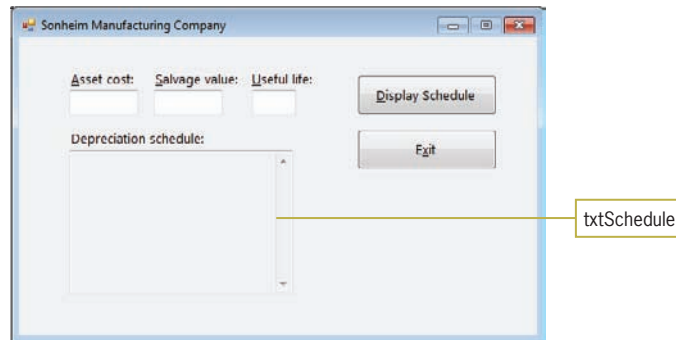 Sonheim Manufacturing Company
Asset cost: Salvage value: Useful life:
Display Schedule
Depreciation schedule:
Exit
txtSchedule